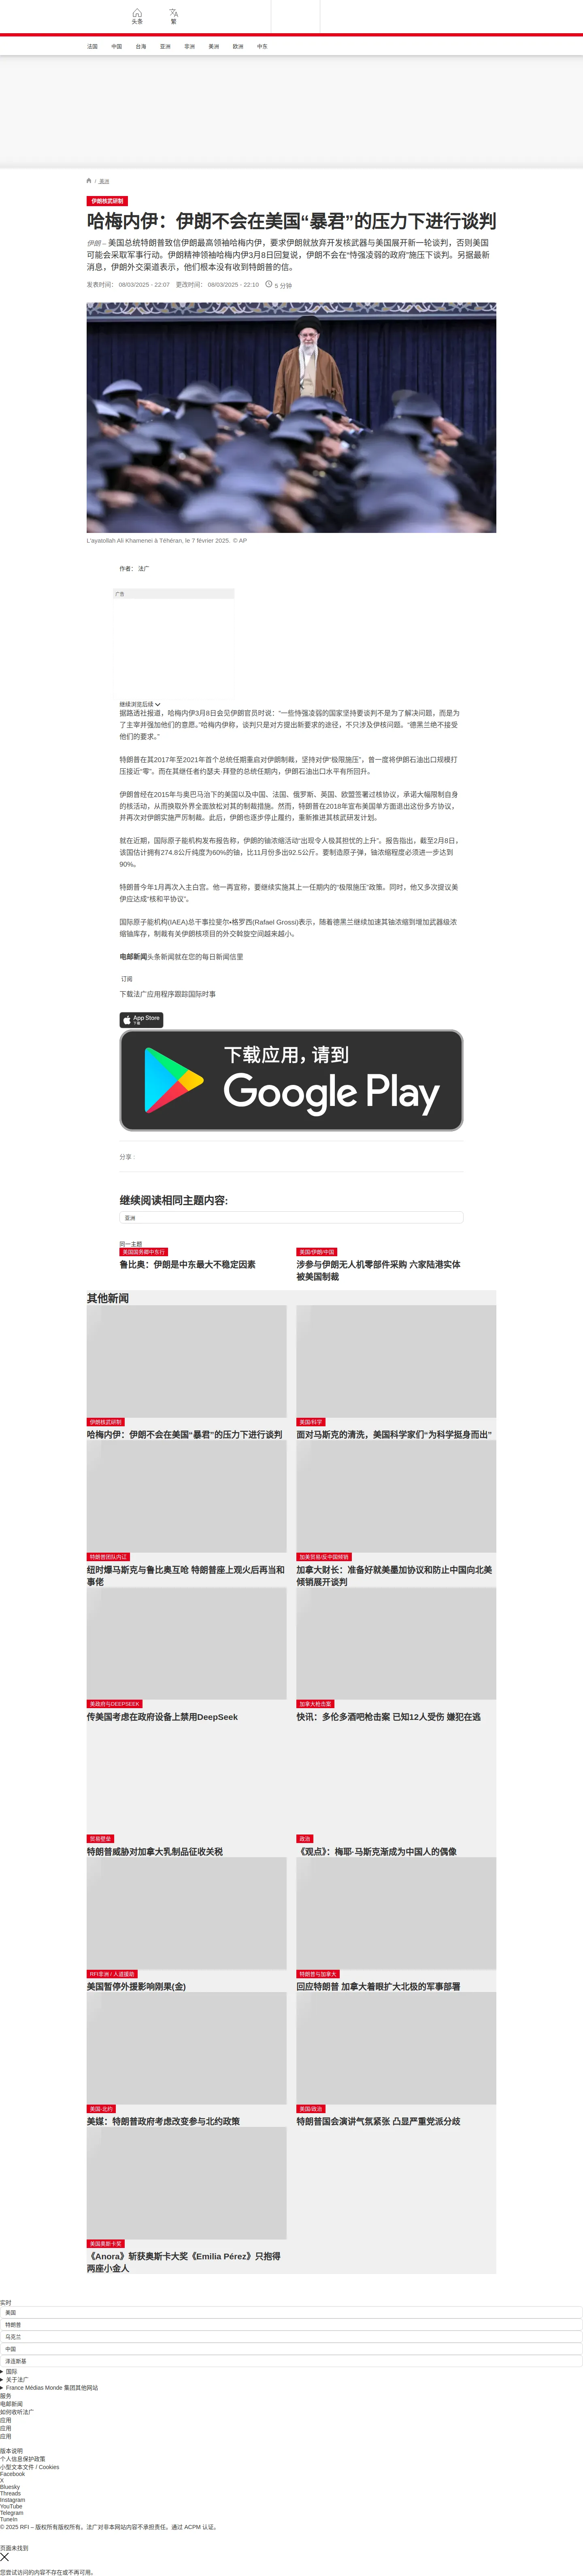 头条
繁
法国
中国
台海
亚洲
非洲
美洲
欧洲
中东
/ 美洲
伊朗核武研制
哈梅内伊：伊朗不会在美国“暴君”的压力下进行谈判
伊朗 – 美国总统特朗普致信伊朗最高领袖哈梅内伊，要求伊朗就放弃开发核武器与美国展开新一轮谈判，否则美国
可能会采取军事行动。伊朗精神领袖哈梅内伊3月8日回复说，伊朗不会在“恃强凌弱的政府”施压下谈判。另据最新
消息，伊朗外交渠道表示，他们根本没有收到特朗普的信。
发表时间： 08/03/2025 - 22:07 更改时间： 08/03/2025 - 22:10 5 分钟
L'ayatollah Ali Khamenei à Téhéran, le 7 février 2025. © AP
作者： 法广
广告
继续浏览后续
据路透社报道，哈梅内伊3月8日会见伊朗官员时说：“一些恃强凌弱的国家坚持要谈判不是为了解决问题，而是为
了主宰并强加他们的意愿。”哈梅内伊称，谈判只是对方提出新要求的途径，不只涉及伊核问题。“德黑兰绝不接受
他们的要求。”
特朗普在其2017年至2021年首个总统任期重启对伊朗制裁，坚持对伊“极限施压”，曾一度将伊朗石油出口规模打
压接近“零”。而在其继任者约瑟夫·拜登的总统任期内，伊朗石油出口水平有所回升。
伊朗曾经在2015年与奥巴马治下的美国以及中国、法国、俄罗斯、英国、欧盟签署过核协议，承诺大幅限制自身
的核活动，从而换取外界全面放松对其的制裁措施。然而，特朗普在2018年宣布美国单方面退出这份多方协议，
并再次对伊朗实施严厉制裁。此后，伊朗也逐步停止履约，重新推进其核武研发计划。
就在近期，国际原子能机构发布报告称，伊朗的铀浓缩活动“出现令人极其担忧的上升”。报告指出，截至2月8日，
该国估计拥有274.8公斤纯度为60%的铀，比11月份多出92.5公斤。要制造原子弹，铀浓缩程度必须进一步达到
90%。
特朗普今年1月再次入主白宫。他一再宣称，要继续实施其上一任期内的“极限施压”政策。同时，他又多次提议美
伊应达成“核和平协议”。
国际原子能机构(IAEA)总干事拉斐尔•格罗西(Rafael Grossi)表示，随着德黑兰继续加速其铀浓缩到增加武器级浓
缩铀库存，制裁有关伊朗核项目的外交斡旋空间越来越小。
电邮新闻头条新闻就在您的每日新闻信里
订阅
下载法广应用程序跟踪国际时事
App Store
下载
下载应用，请到
Google Play
分享 :
继续阅读相同主题内容:
亚洲
同一主题
美国国务卿中东行
鲁比奥：伊朗是中东最大不稳定因素
美国/伊朗/中国
涉参与伊朗无人机零部件采购 六家陆港实体
被美国制裁
其他新闻
伊朗核武研制
哈梅内伊：伊朗不会在美国“暴君”的压力下进行谈判
美国/科学
面对马斯克的清洗，美国科学家们“为科学挺身而出”
特朗普团队内讧
纽时爆马斯克与鲁比奥互呛 特朗普座上观火后再当和
事佬
加美贸易/反中国倾销
加拿大财长：准备好就美墨加协议和防止中国向北美
倾销展开谈判
美政府与DEEPSEEK
传美国考虑在政府设备上禁用DeepSeek
加拿大枪击案
快讯：多伦多酒吧枪击案 已知12人受伤 嫌犯在逃
贸易壁垒
特朗普威胁对加拿大乳制品征收关税
政治
《观点》：梅耶·马斯克渐成为中国人的偶像
RFI非洲 / 人道援助
美国暂停外援影响刚果(金)
特朗普与加拿大
回应特朗普 加拿大着眼扩大北极的军事部署
美国-北约
美媒：特朗普政府考虑改变参与北约政策
美国/政治
特朗普国会演讲气氛紧张 凸显严重党派分歧
美国奥斯卡奖
《Anora》斩获奥斯卡大奖《Emilia Pérez》只抱得
两座小金人
实时
美国
特朗普
乌克兰
中国
泽连斯基
国际
关于法广
France Médias Monde 集团其他网站
服务
电邮新闻
如何收听法广
应用
应用
应用
版本说明
个人信息保护政策
小型文本文件 / Cookies
Facebook
X
Bluesky
Threads
Instagram
YouTube
Telegram
TuneIn
© 2025 RFI – 版权所有版权所有。法广对非本网站内容不承担责任。通过 ACPM 认证。
页面未找到
您尝试访问的内容不存在或不再可用。